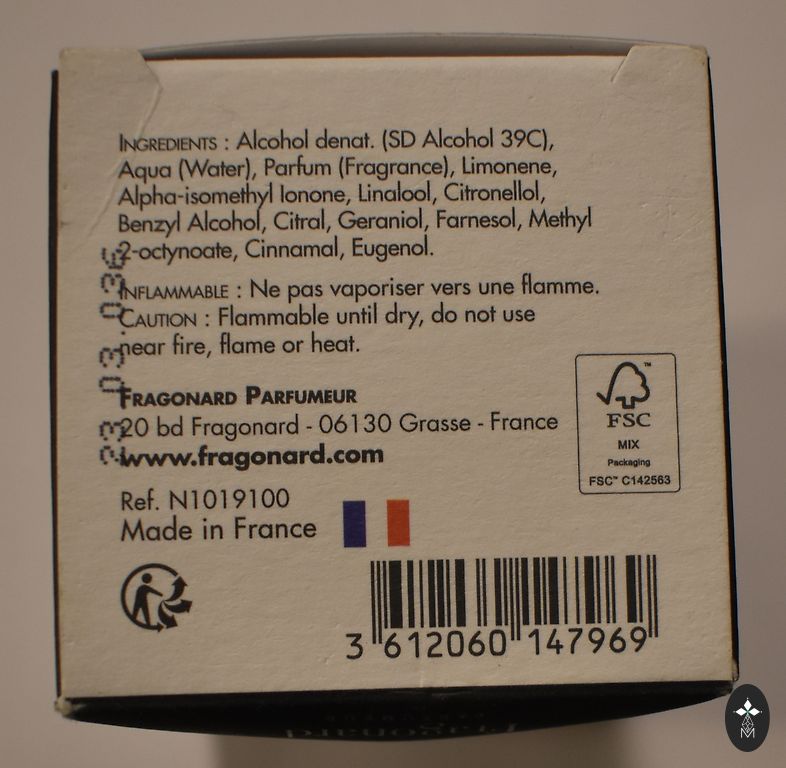 INGREDIENTS : Alcohol denat. (SD Alcohol 39C),
Aqua (Water), Parfum (Fragrance), Limonene,
Alpha-isomethyl Ionone, Linalool, Citronellol,
Benzyl Alcohol, Citral, Geraniol, Farnesol, Methyl
2-octynoate, Cinnamal, Eugenol.
INFLAMMABLE : Ne pas vaporiser vers une flamme.
CAUTION : Flammable until dry, do not use
near fire, flame or heat.
FRAGONARD PARFUMEUR
20 bd Fragonard - 06130 Grasse - France
www.fragonard.com
Ref. N1019100
Made in France
FSC
™
MIX
Packaging
FSC™ C142563
3 612060 147969
Fragonard